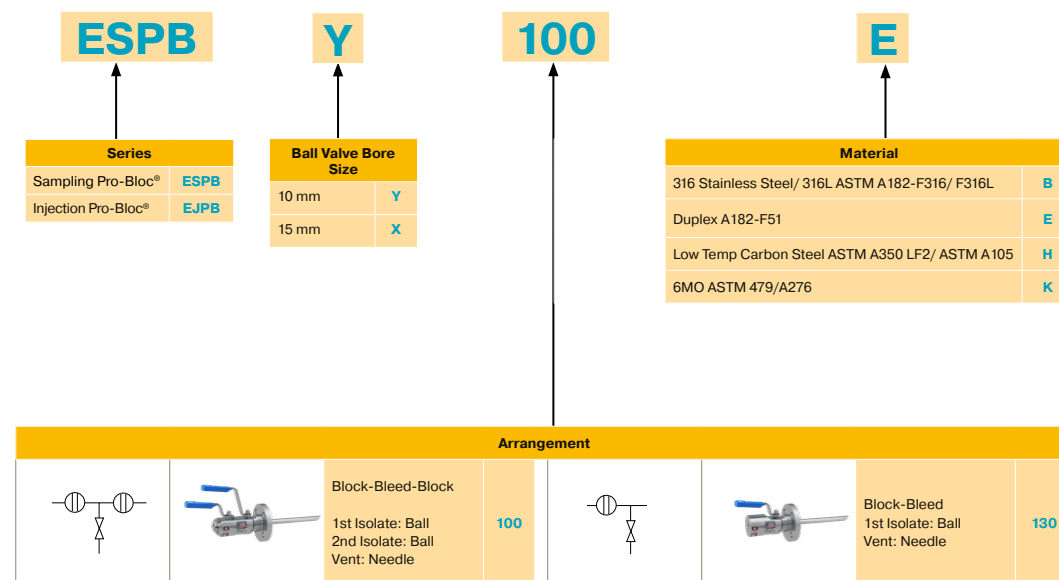 ESPB Y 100 E
Series
Sampling Pro-Bloc® ESPB
Injection Pro-Bloc® EJPB
Ball Valve Bore
Size
10 mm Y
15 mm X
Material
316 Stainless Steel/ 316L ASTM A182-F316/ F316L B
Duplex A182-F51 E
Low Temp Carbon Steel ASTM A350 LF2/ ASTM A105 H
6MO ASTM 479/A276 K
Arrangement
Block-Bleed-Block
1st Isolate: Ball
2nd Isolate: Ball
Vent: Needle
100
Block-Bleed
1st Isolate: Ball
Vent: Needle
130